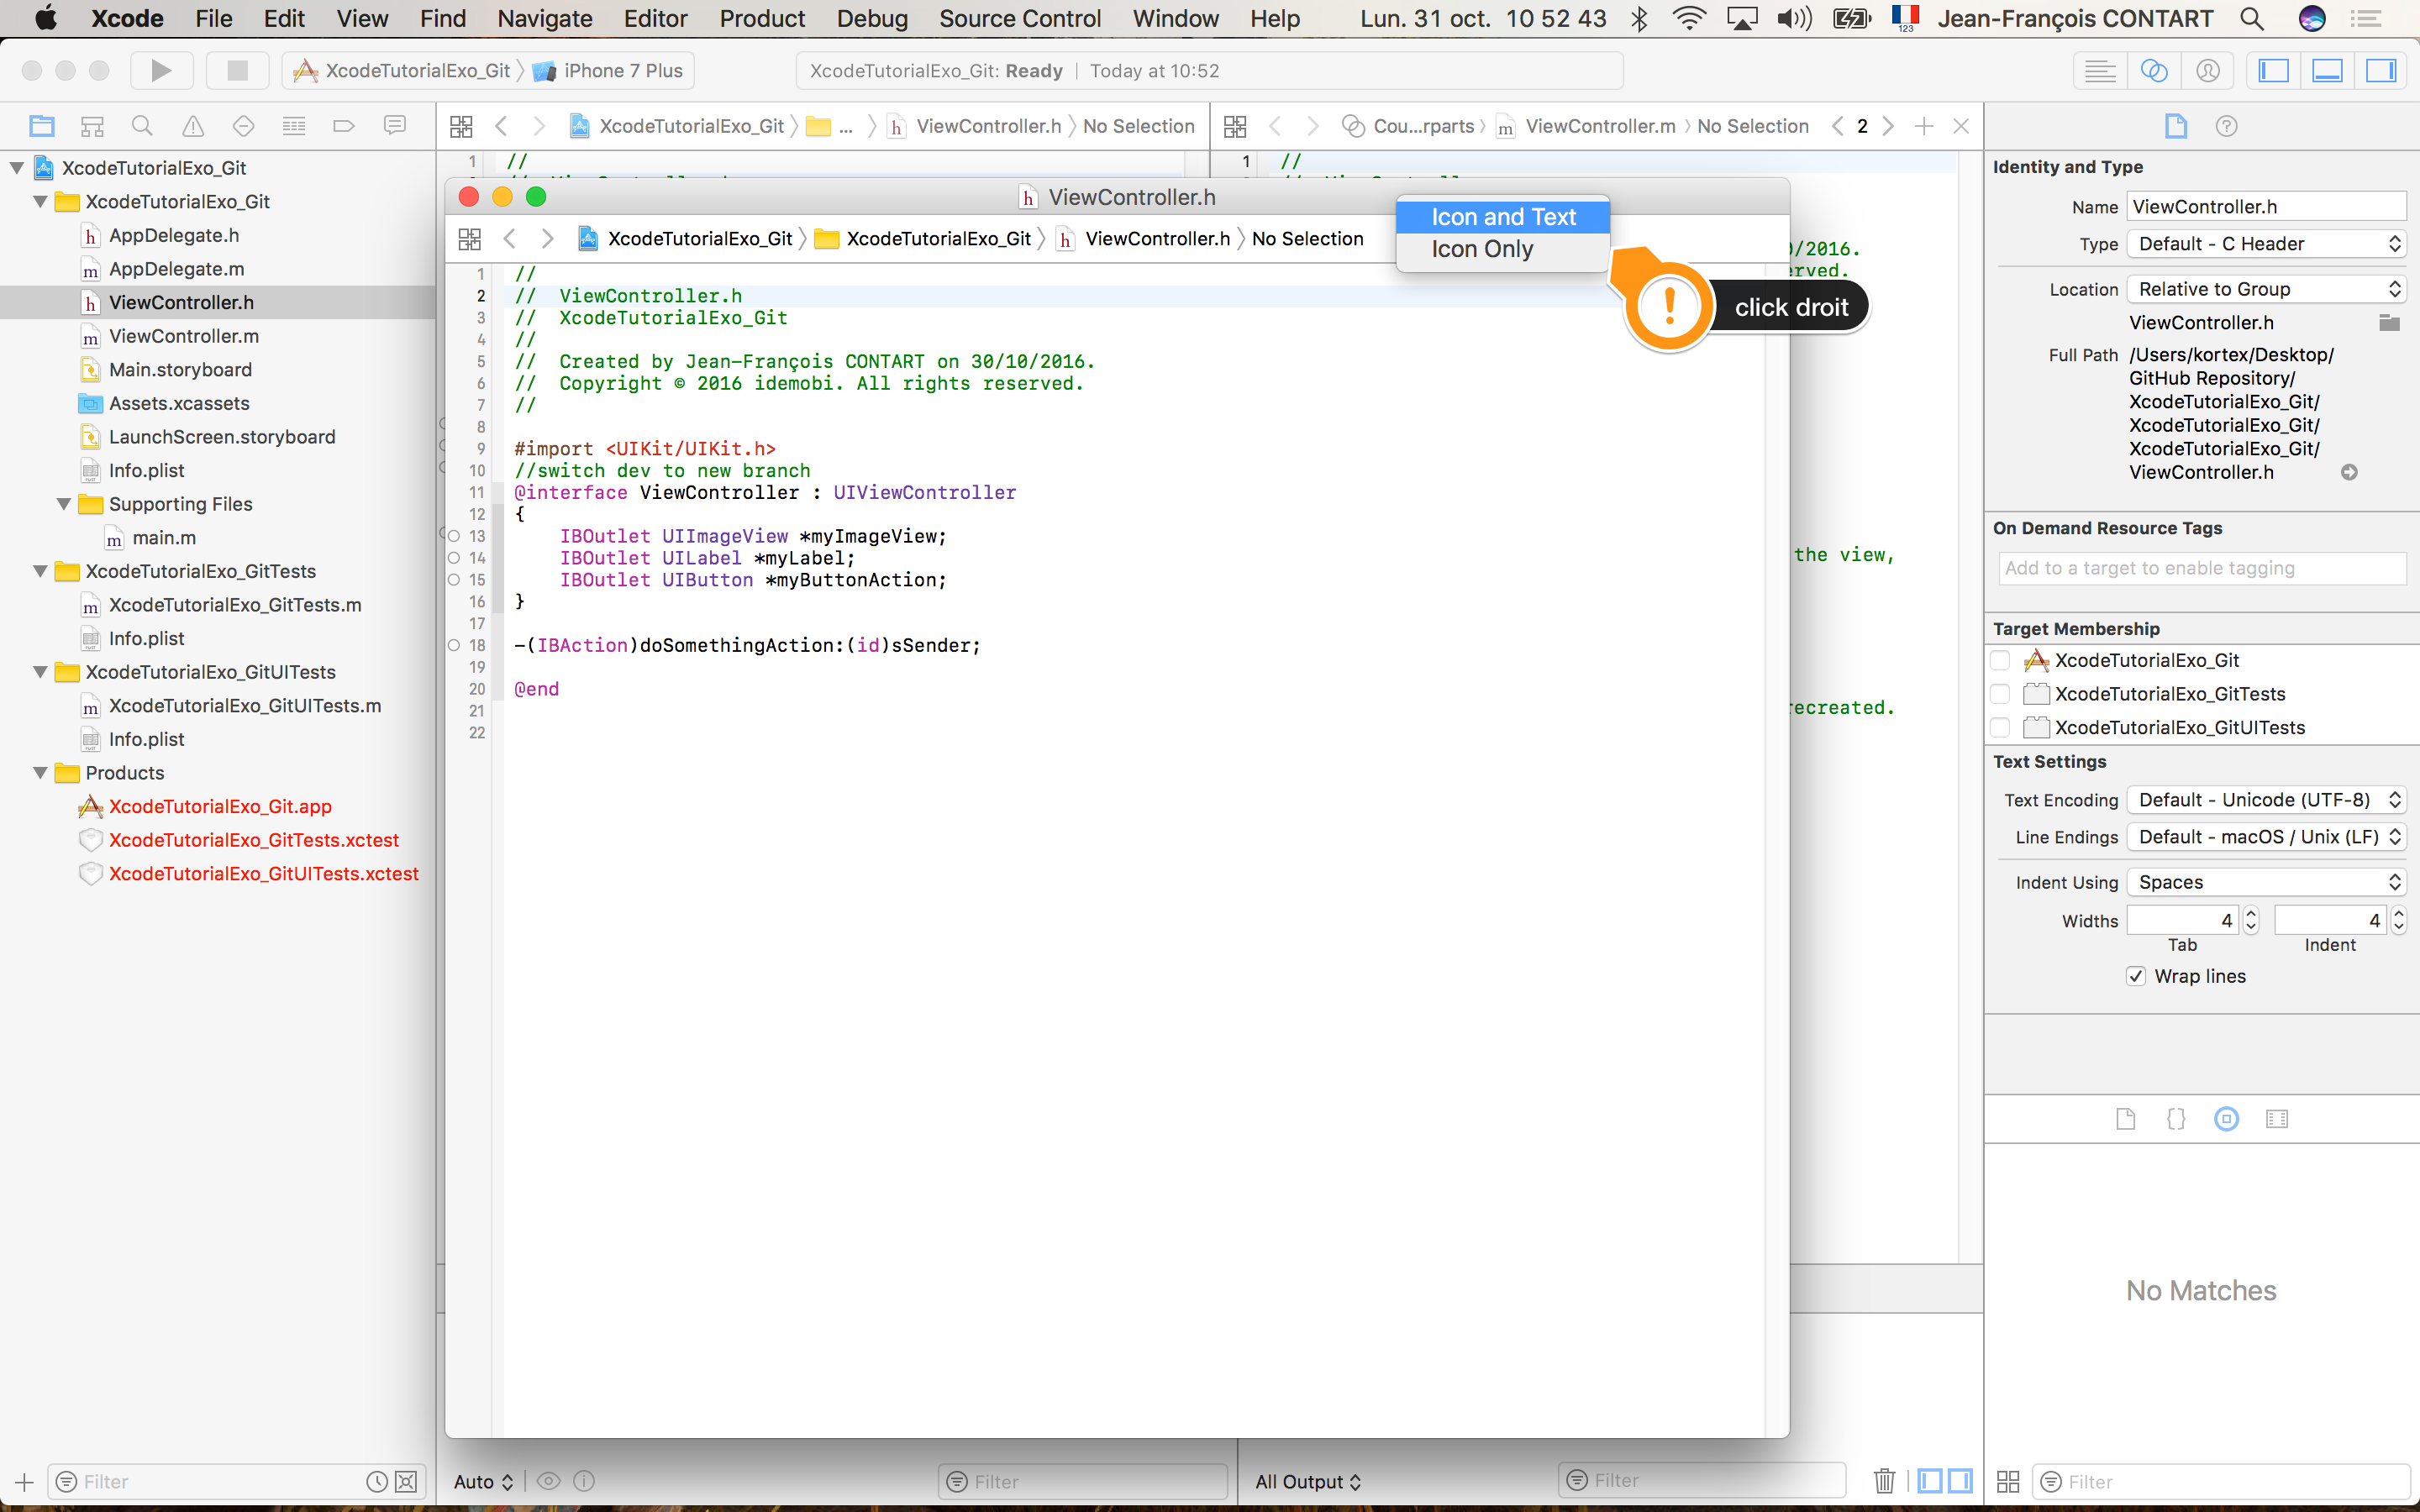 Xcode File Edit View Find Navigate Editor Product Debug Source Control Window Help Lun. 31 oct. 10 52 43 123 Jean-François CONTART
XcodeTutorialExo_Git iPhone 7 Plus XcodeTutorialExo_Git: Ready | Today at 10:52
XcodeTutorialExo_Git ... h ViewController.h No Selection Cou...rparts m ViewController.m No Selection 2
XcodeTutorialExo_Git
XcodeTutorialExo_Git
h AppDelegate.h
m AppDelegate.m
h ViewController.h
m ViewController.m
Main.storyboard
Assets.xcassets
LaunchScreen.storyboard
Info.plist
Supporting Files
m main.m
XcodeTutorialExo_GitTests
m XcodeTutorialExo_GitTests.m
Info.plist
XcodeTutorialExo_GitUITests
m XcodeTutorialExo_GitUITests.m
Info.plist
Products
XcodeTutorialExo_Git.app
XcodeTutorialExo_GitTests.xctest
XcodeTutorialExo_GitUITests.xctest
Filter
1 //
1 //
h ViewController.h
XcodeTutorialExo_Git XcodeTutorialExo_Git h ViewController.h No Selection
Icon and Text
Icon Only
! click droit
1 //
2 // ViewController.h
3 // XcodeTutorialExo_Git
4 //
5 // Created by Jean-François CONTART on 30/10/2016.
6 // Copyright © 2016 idemobi. All rights reserved.
7 //
8
9 #import <UIKit/UIKit.h>
10 //switch dev to new branch
11 @interface ViewController : UIViewController
12 {
13 IBOutlet UIImageView *myImageView;
14 IBOutlet UILabel *myLabel;
15 IBOutlet UIButton *myButtonAction;
16 }
17
18 -(IBAction)doSomethingAction:(id)sSender;
19
20 @end
21
22
/2016.
the view,
Auto Filter All Output Filter
Identity and Type
Name ViewController.h
Type Default - C Header
Location Relative to Group
ViewController.h
Full Path /Users/kortex/Desktop/
GitHub Repository/
XcodeTutorialExo_Git/
XcodeTutorialExo_Git/
XcodeTutorialExo_Git/
ViewController.h
On Demand Resource Tags
Add to a target to enable tagging
Target Membership
XcodeTutorialExo_Git
XcodeTutorialExo_GitTests
XcodeTutorialExo_GitUITests
Text Settings
Text Encoding Default - Unicode (UTF-8)
Line Endings Default - macOS / Unix (LF)
Indent Using Spaces
Widths 4 4
Tab Indent
Wrap lines
{}
No Matches
Filter